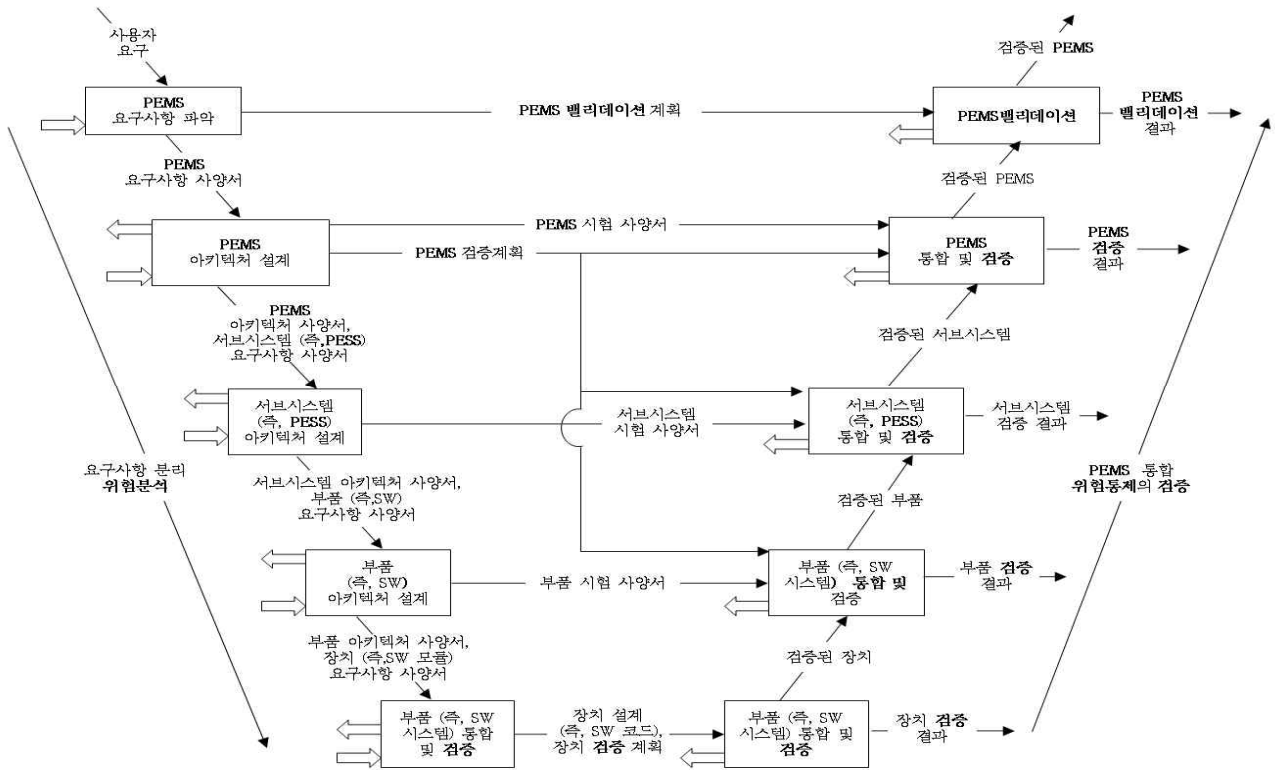 사용자
요구
검증된 PEMS
PEMS
요구사항 파악
PEMS 밸리데이션 계획
PEMS밸리데이션
PEMS
밸리데이션
결과
PEMS
요구사항 사양서
검증된 PEMS
PEMS
아키텍처 설계
PEMS 시험 사양서
PEMS 검증계획
PEMS
통합 및 검증
PEMS
검증
결과
PEMS
아키텍처 사양서,
서브시스템 (즉,PESS)
요구사항 사양서
검증된 서브시스템
서브시스템
(즉, PESS)
아키텍처 설계
서브시스템
시험 사양서
서브시스템
(즉, PESS)
통합 및 검증
서브시스템
검증 결과
요구사항 분리
위험분석
PEMS 통합
위험통제의 검증
서브시스템 아키텍처 사양서,
부품 (즉,SW)
요구사항 사양서
검증된 부품
부품
(즉, SW)
아키텍처 설계
부품 시험 사양서
부품 (즉, SW
시스템) 통합 및
검증
부품 검증
결과
부품 아키텍처 사양서,
장치 (즉,SW 모듈)
요구사항 사양서
검증된 장치
부품 (즉, SW
시스템) 통합
및 검증
장치 설계
(즉, SW 코드),
장치 검증 계획
부품 (즉, SW
시스템) 통합 및
검증
장치 검증
결과